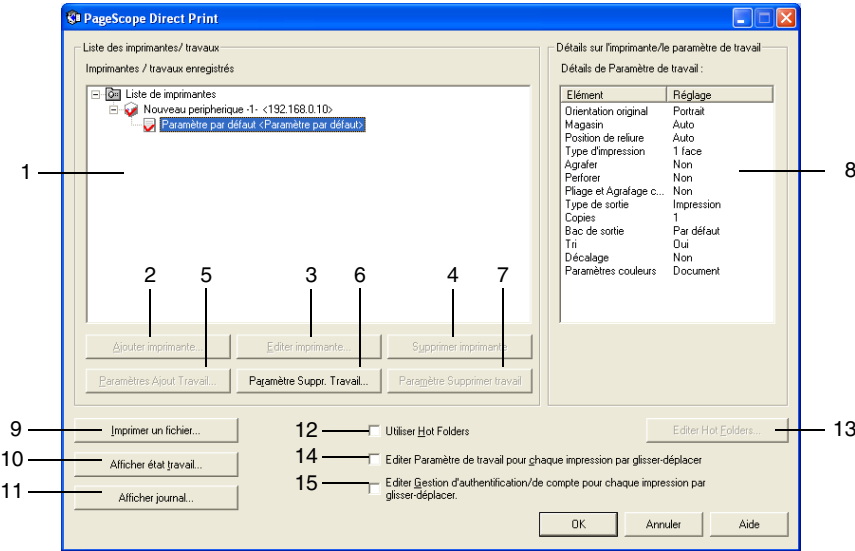 PageScope Direct Print
Liste des imprimantes/ travaux
Imprimantes / travaux enregistrés
Liste de imprimantes
Nouveau peripherique -1- <192.168.0.10>
Paramètre par défaut <Paramètre par défaut>
1
2
5
3
6
4
7
Ajouter imprimante...
Editer imprimante...
Supprimer imprimante
Paramètres Ajout Travail...
Paramètre Suppr. Travail...
Paramètre Supprimer travail
Détails sur l'imprimante/le paramètre de travail
Détails de Paramètre de travail :
Elément Réglage
Orientation original Portrait
Magasin Auto
Position de reliure Auto
Type d'impression 1 face
Agrafer Non
Perforer Non
Pliage et Agrafage c... Non
Type de sortie Impression
Copies 1
Bac de sortie Par défaut
Tri Oui
Décalage Non
Paramètres couleurs Document
8
9 Imprimer un fichier...
10 Afficher état travail...
11 Afficher journal...
12 Utiliser Hot Folders
Editer Hot Folders... 13
14 Editer Paramètre de travail pour chaque impression par glisser-déplacer
15 Editer Gestion d'authentification/de compte pour chaque impression par
glisser-déplacer.
OK Annuler Aide